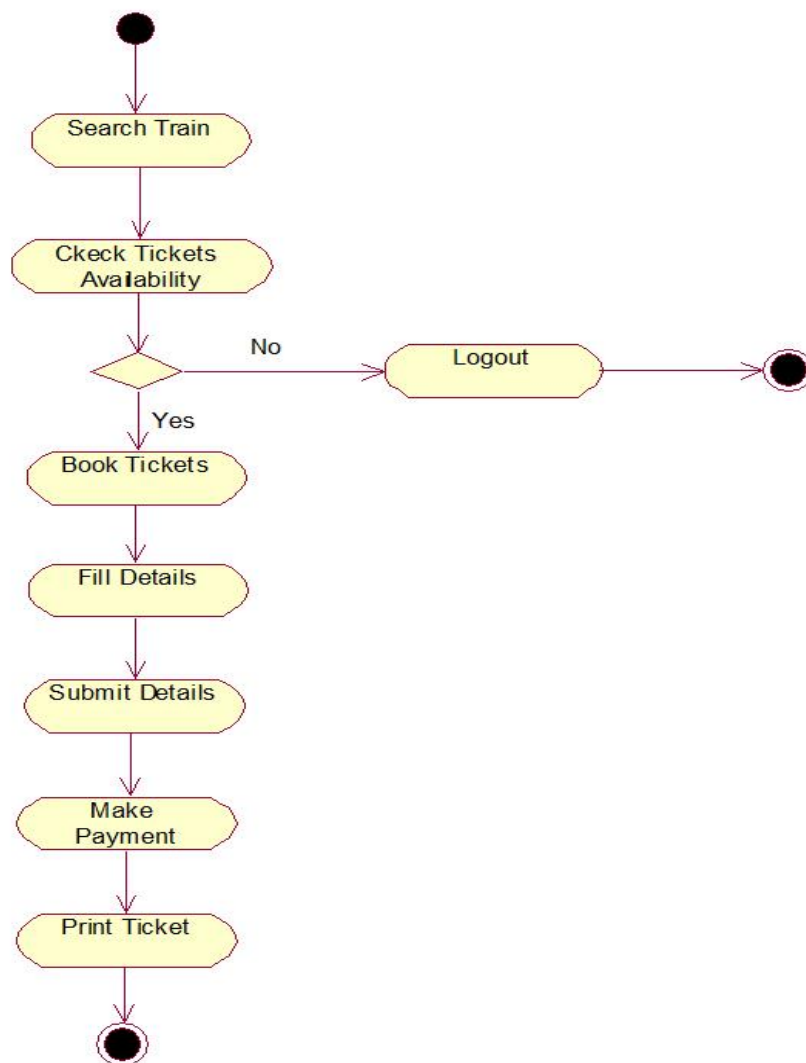 Search Train
Ckeck Tickets
Availability
No
Logout
Yes
Book Tickets
Fill Details
Submit Details
Make
Payment
Print Ticket